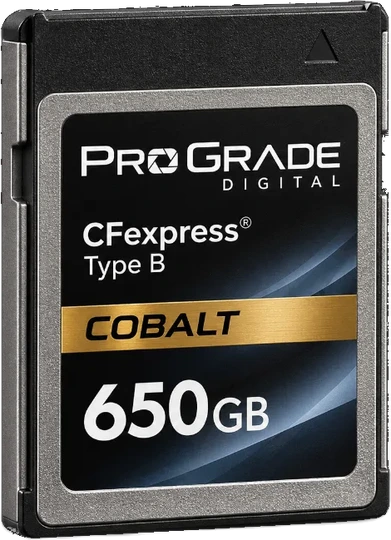 PROGRADE
DIGITAL
CFexpress®
Type B
COBALT
650GB